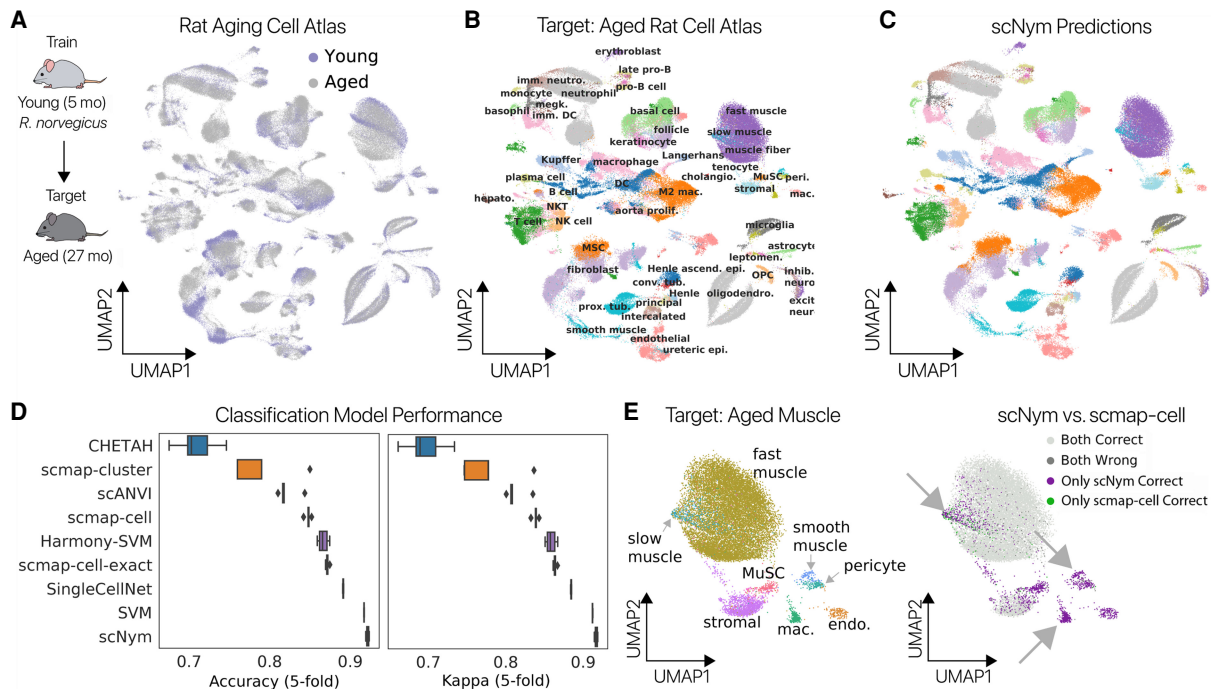 A
Train
Young (5 mo)
R. norvegicus
Target
Aged (27 mo)
Rat Aging Cell Atlas
Young
Aged
UMAP2
UMAP1
B
Target: Aged Rat Cell Atlas
erythroblast
late pro-B
imm. neutro.
pro-B cell
monocyte
neutrophil
megk.
basophil
imm. DC
basal cell
fast muscle
follicle
slow muscle
keratinocyte
muscle fiber
Kupffer
macrophage
Langerhans
tenocyte
cholangio.
MuSC
peri.
plasma cell
DC
B cell
M2 mac.
stromal
mac.
hepato.
NKT
aorta prolif.
T cell
NK cell
microglia
MSC
astrocyte
leptomen.
fibroblast
Henle ascend. epi.
OPC
inhib.
neuro
conv. tub.
Henle
oligodendro.
excit
neur
prox. tub.
principal
intercalated
smooth muscle
endothelial
ureteric epi.
UMAP2
UMAP1
C
scNym Predictions
UMAP2
UMAP1
D
Classification Model Performance
CHETAH
scmap-cluster
scANVI
scmap-cell
Harmony-SVM
scmap-cell-exact
SingleCellNet
SVM
scNym
0.7 0.8 0.9
Accuracy (5-fold)
0.7 0.8 0.9
Kappa (5-fold)
E
Target: Aged Muscle
fast
muscle
slow
muscle
smooth
muscle
MuSC
pericyte
stromal
mac.
endo.
UMAP2
UMAP1
scNym vs. scmap-cell
Both Correct
Both Wrong
Only scNym Correct
Only scmap-cell Correct
UMAP2
UMAP1